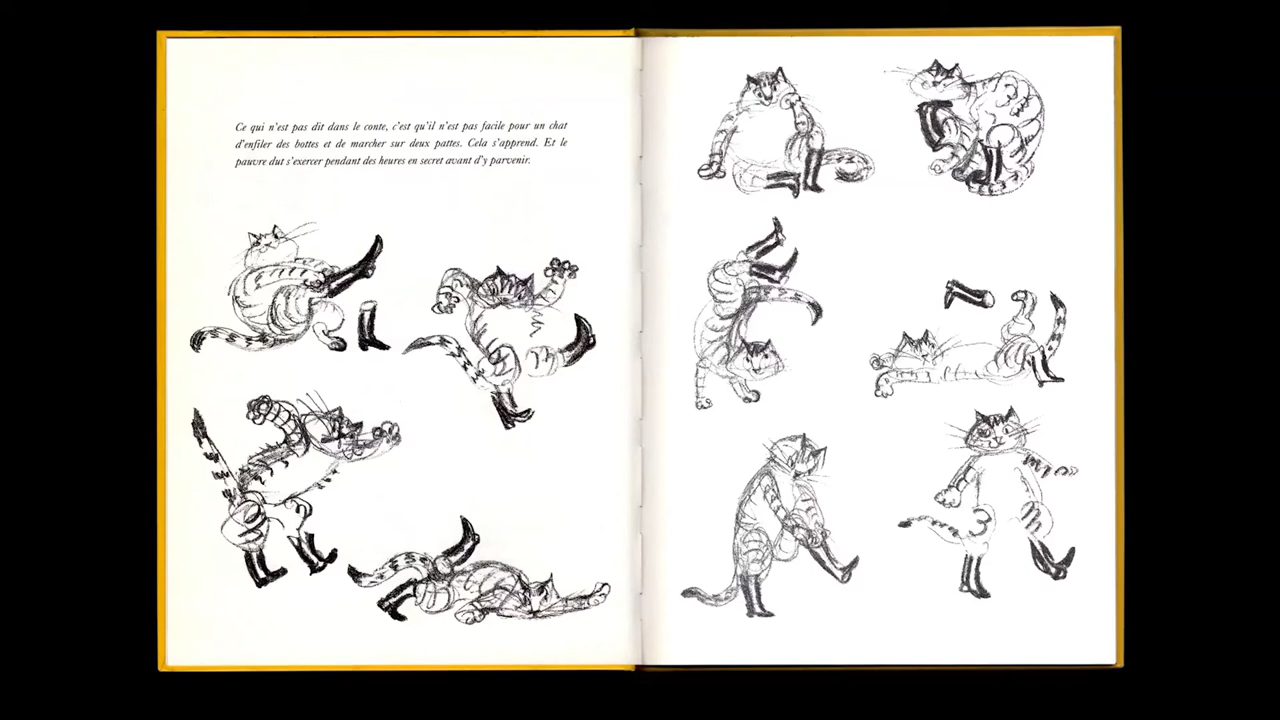 Ce qui n'est pas dit dans le conte, c'est qu'il n'est pas facile pour un chat
d'enfiler des bottes et de marcher sur deux pattes. Cela s'apprend. Et le
pauvre dut s'exercer pendant des heures en secret avant d'y parvenir.